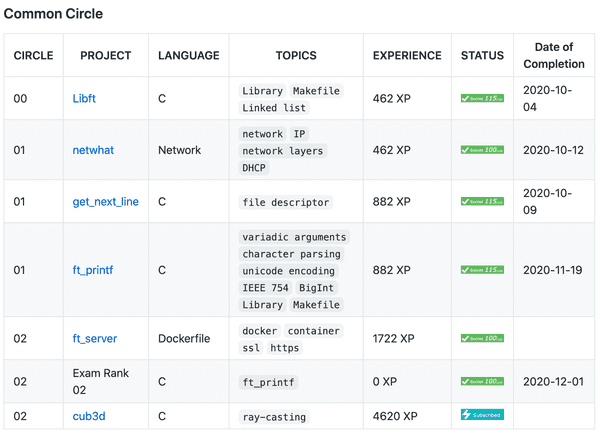 Common Circle
CIRCLE PROJECT LANGUAGE TOPICS EXPERIENCE STATUS Date of
Completion
00 Libft C Library Makefile 462 XP Success 115/100 2020-10-
Linked list 04
01 netwhat Network network IP 462 XP Success 100/100 2020-10-12
network layers
DHCP
01 get_next_line C file descriptor 882 XP Success 115/100 2020-10-
09
01 ft_printf C variadic arguments 882 XP Success 115/100 2020-11-19
character parsing
unicode encoding
IEEE 754 BigInt
Library Makefile
02 ft_server Dockerfile docker container 1722 XP Success 100/100
ssl https
02 Exam Rank C ft_printf 0 XP Success 100/100 2020-12-01
02
02 cub3d C ray-casting 4620 XP Subscribed